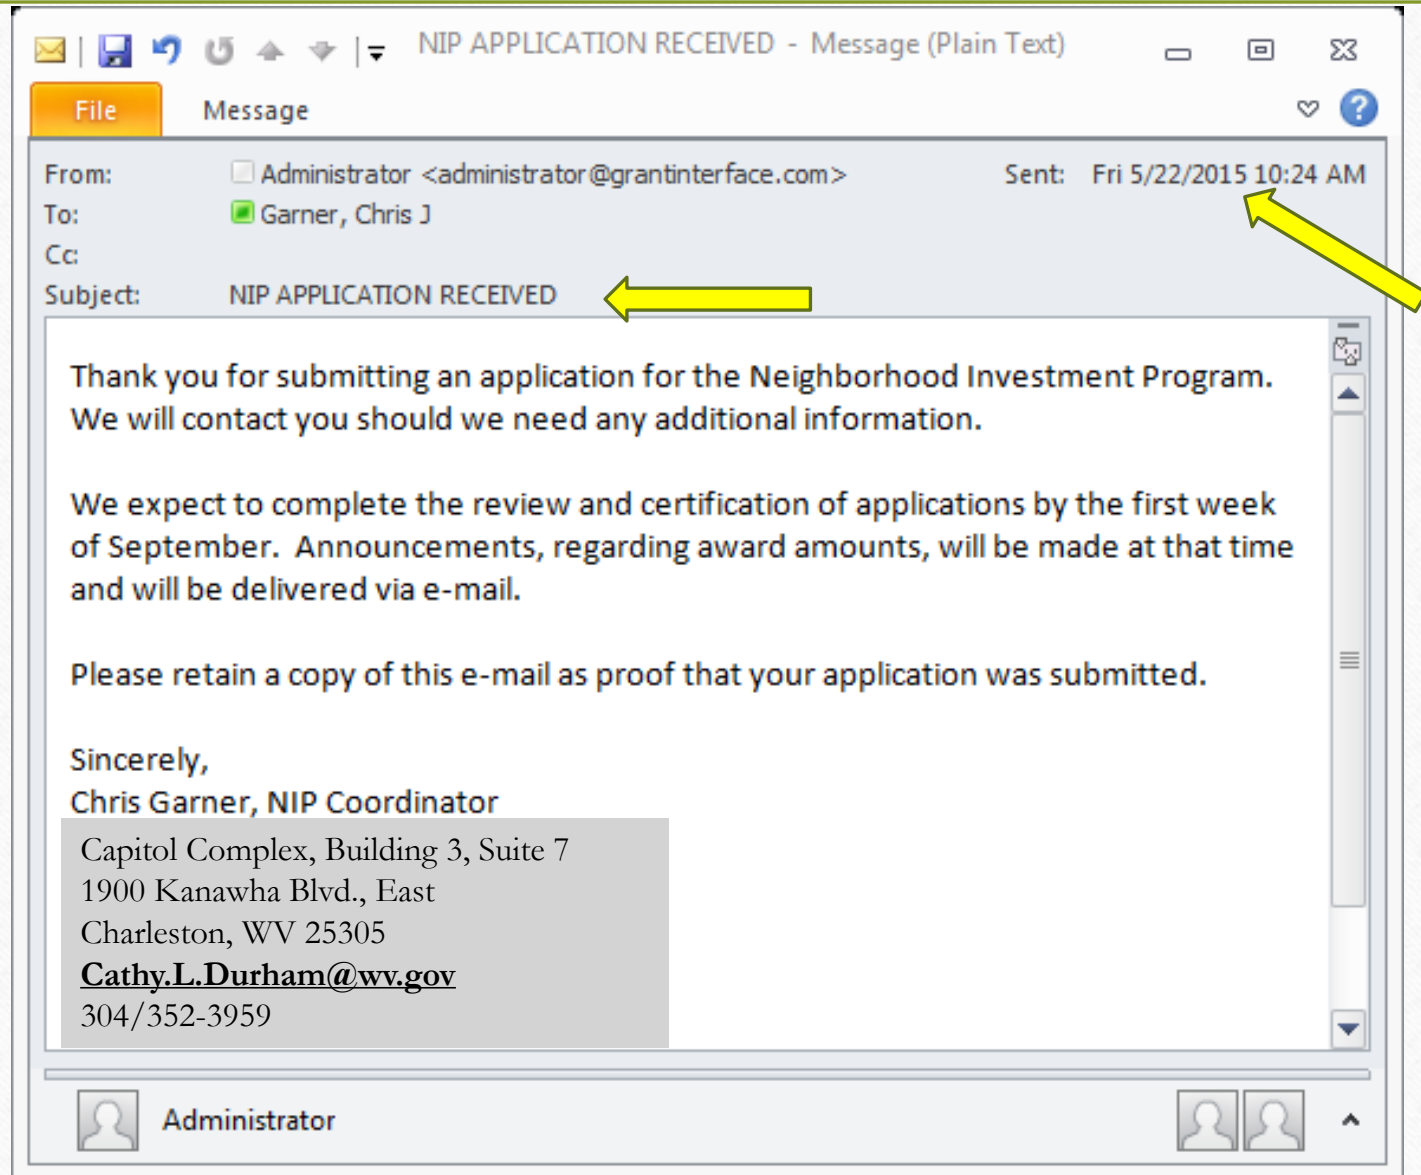 NIP APPLICATION RECEIVED - Message (Plain Text)
File Message
From: Administrator <administrator@grantinterface.com> Sent: Fri 5/22/2015 10:24 AM
To: Garner, Chris J
Cc:
Subject: NIP APPLICATION RECEIVED
Thank you for submitting an application for the Neighborhood Investment Program.
We will contact you should we need any additional information.
We expect to complete the review and certification of applications by the first week
of September.  Announcements, regarding award amounts, will be made at that time
and will be delivered via e-mail.
Please retain a copy of this e-mail as proof that your application was submitted.
Sincerely,
Chris Garner, NIP Coordinator
Capitol Complex, Building 3, Suite 7
1900 Kanawha Blvd., East
Charleston, WV 25305
Cathy.L.Durham@wv.gov
304/352-3959
Administrator